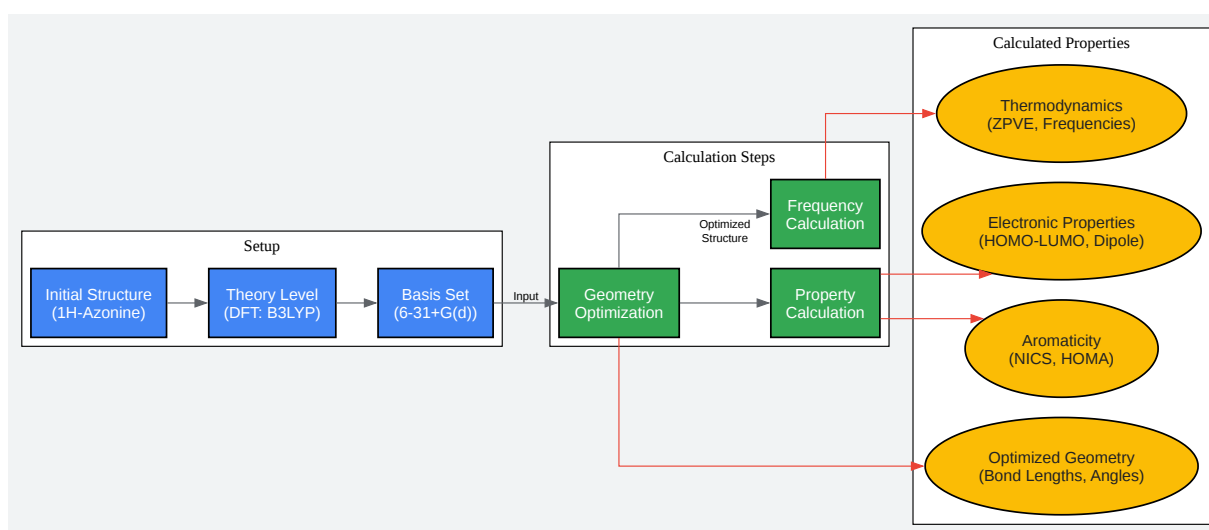 Setup
Initial Structure
(1H-Azonine)
Theory Level
(DFT: B3LYP)
Basis Set
(6-31+G(d))
Input
Calculation Steps
Geometry
Optimization
Optimized
Structure
Frequency
Calculation
Property
Calculation
Calculated Properties
Thermodynamics
(ZPVE, Frequencies)
Electronic Properties
(HOMO-LUMO, Dipole)
Aromaticity
(NICS, HOMA)
Optimized Geometry
(Bond Lengths, Angles)